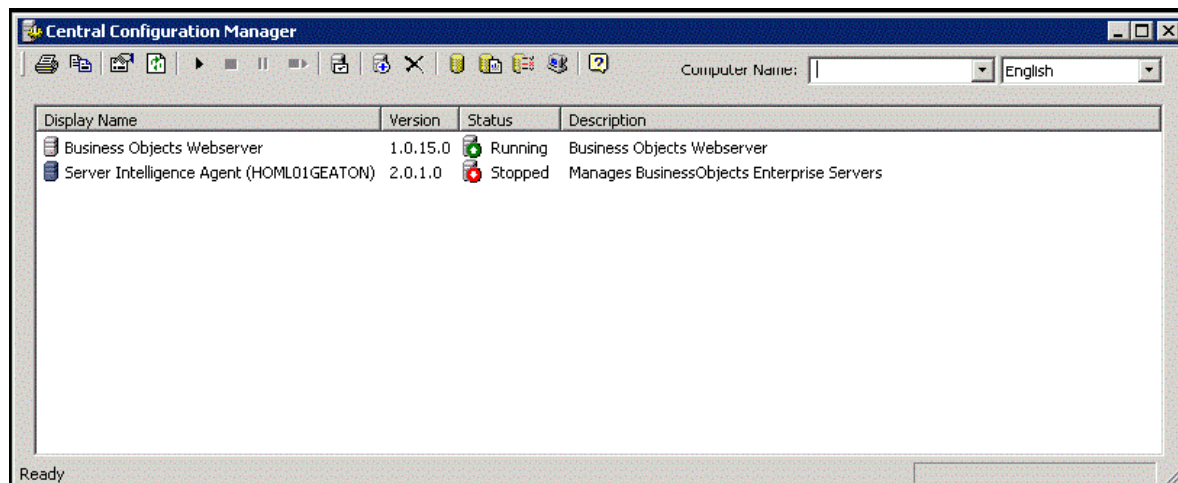 Central Configuration Manager
Computer Name: English
Display Name Version Status Description
Business Objects Webserver 1.0.15.0 Running Business Objects Webserver
Server Intelligence Agent (HOML01GEATON) 2.0.1.0 Stopped Manages BusinessObjects Enterprise Servers
Ready